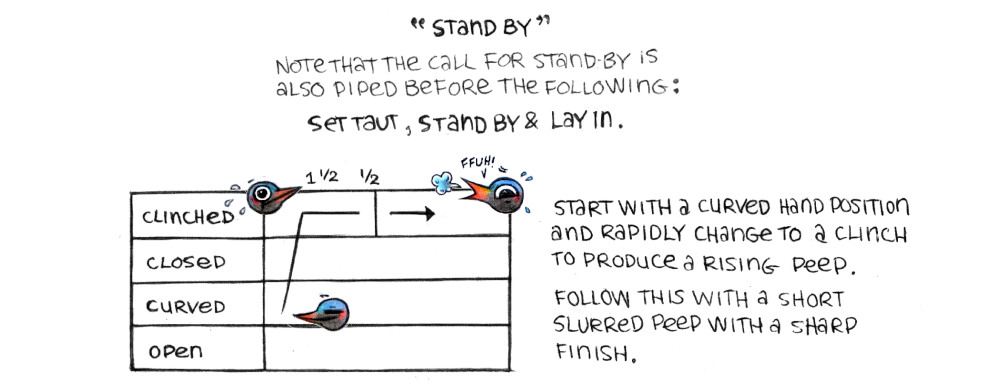 "STAND BY"
NOTE THAT THE CALL FOR STAND-BY IS
ALSO PIPED BEFORE THE FOLLOWING:
SET TAUT, STAND BY & LAY IN.
FFUH!
1 1/2 1/2
CLINCHED
CLOSED
CURVED
OPEN
START WITH A CURVED HAND POSITION
AND RAPIDLY CHANGE TO A CLINCH
TO PRODUCE A RISING PEEP.
FOLLOW THIS WITH A SHORT
SLURRED PEEP WITH A SHARP
FINISH.